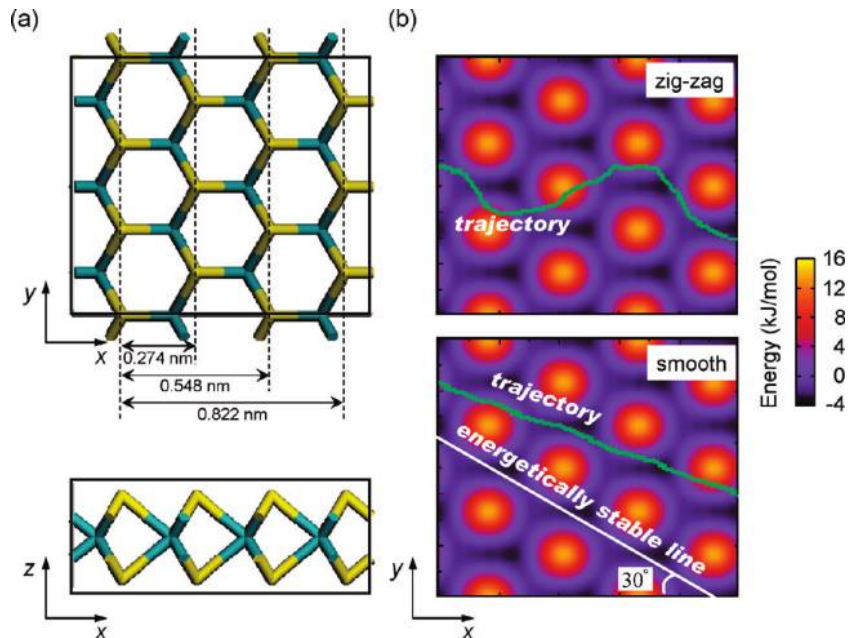 (a)
y
x
0.274 nm
0.548 nm
0.822 nm
z
x
(b)
zig-zag
trajectory
smooth
trajectory
energetically stable line
30°
y
x
Energy (kJ/mol)
16
12
8
4
0
-4